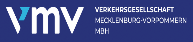 vmv
VERKEHRSGESELLSCHAFT
MECKLENBURG-VORPOMMERN
MBH